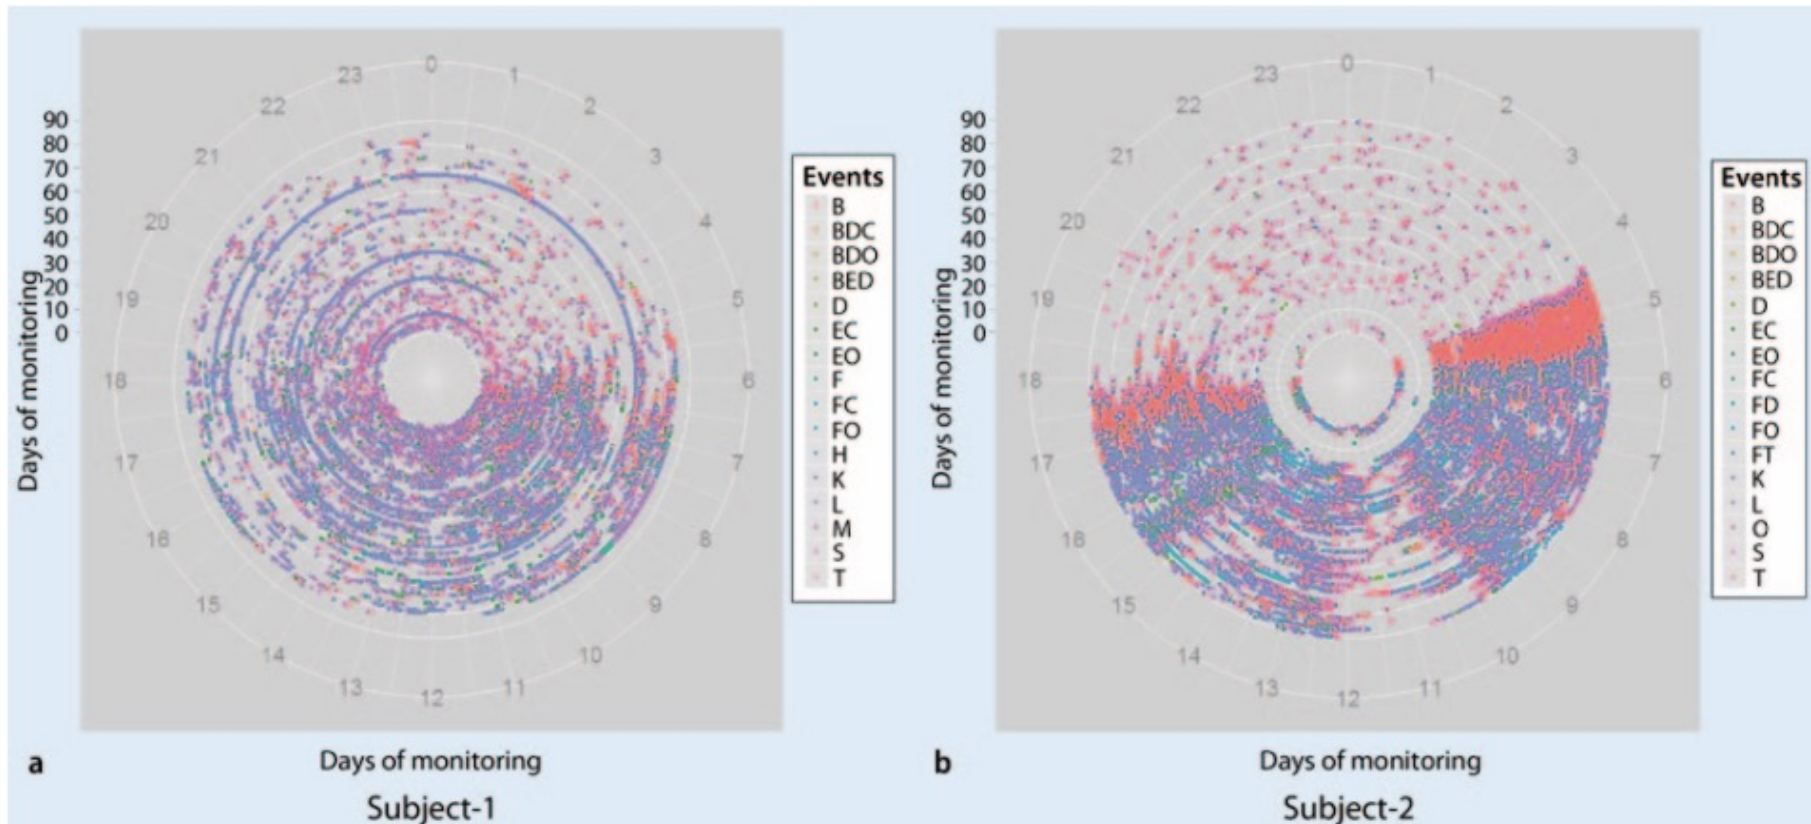 0
1
2
3
4
5
6
7
8
9
10
11
12
13
14
15
16
17
18
19
20
21
22
23
90
80
70
60
50
40
30
20
10
0
Days of monitoring
Events
B
BDC
BDO
BED
D
EC
EO
F
FC
FO
H
K
L
M
S
T
a
Days of monitoring
Subject-1
0
1
2
3
4
5
6
7
8
9
10
11
12
13
14
15
16
17
18
19
20
21
22
23
90
80
70
60
50
40
30
20
10
0
Days of monitoring
Events
B
BDC
BDO
BED
D
EC
EO
FC
FD
FO
FT
K
L
O
S
T
b
Days of monitoring
Subject-2